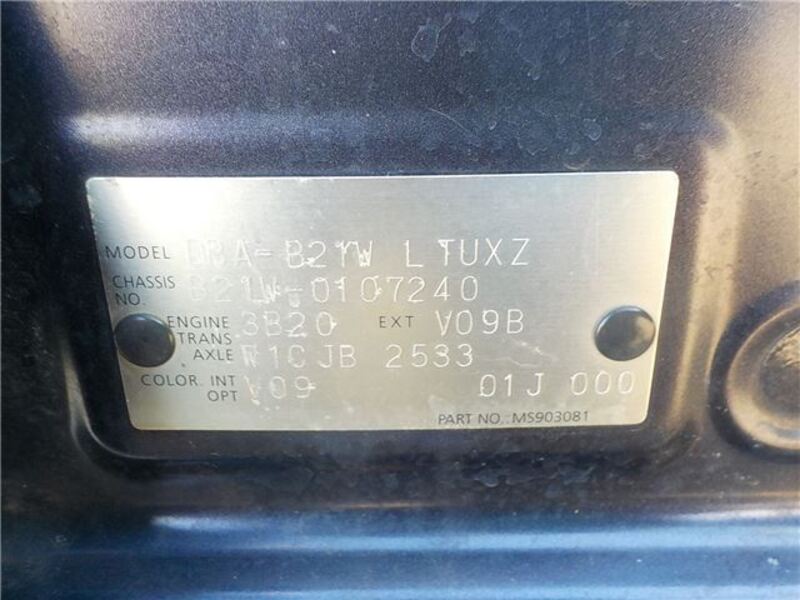 MODEL DBA-B21W LTUXZ
CHASSIS NO. B21W-0107240
ENGINE 3B20 EXT V09B
TRANS AXLE W1CJB 2533
COLOR. INT OPT V09 01J 000
PART NO.: MS903081